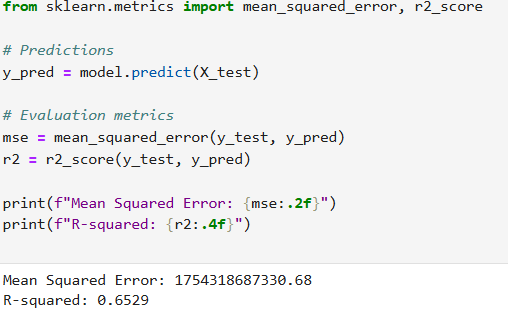 from sklearn.metrics import mean_squared_error, r2_score
# Predictions
y_pred = model.predict(X_test)
# Evaluation metrics
mse = mean_squared_error(y_test, y_pred)
r2 = r2_score(y_test, y_pred)
print(f"Mean Squared Error: {mse:.2f}")
print(f"R-squared: {r2:.4f}")
Mean Squared Error: 1754318687330.68
R-squared: 0.6529